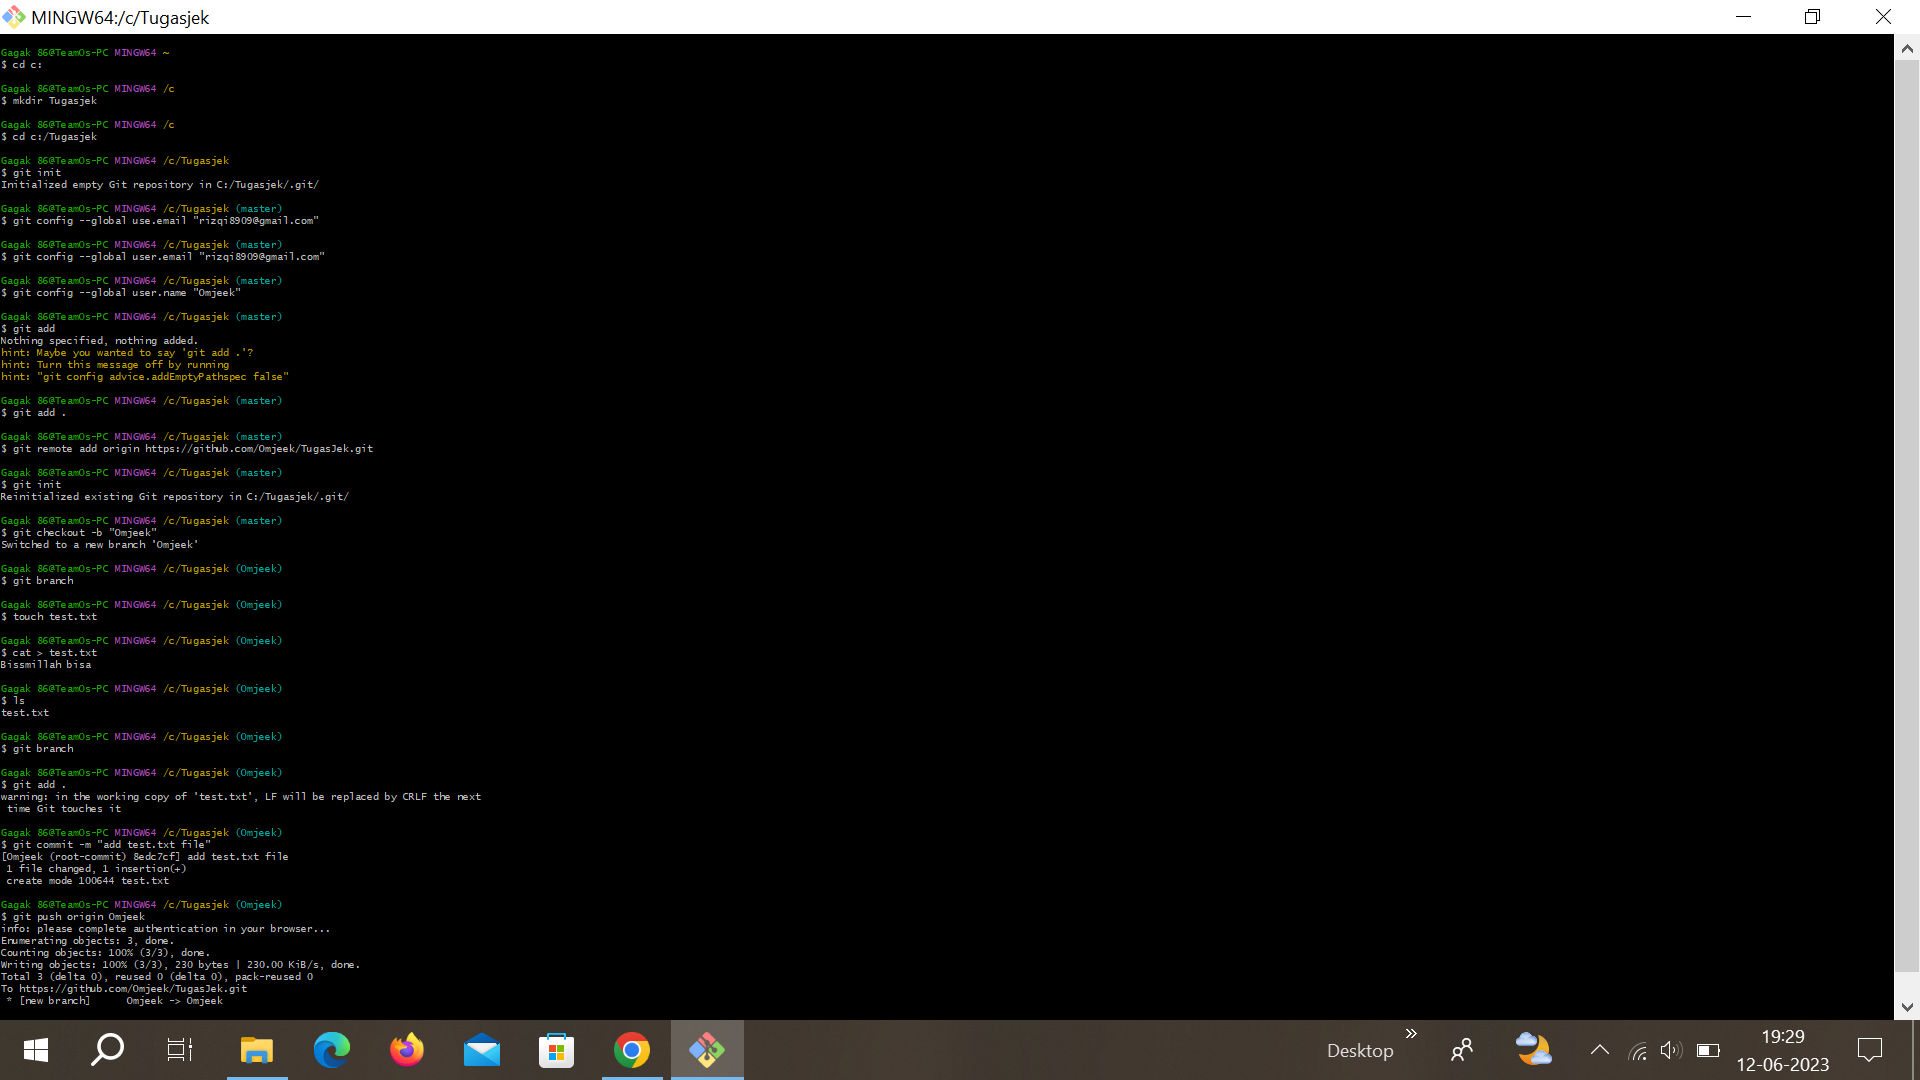 MINGW64:/c/Tugasjek
Gagak 86@TeamOs-PC MINGW64 ~
$ cd c:
Gagak 86@TeamOs-PC MINGW64 /c
$ mkdir Tugasjek
Gagak 86@TeamOs-PC MINGW64 /c
$ cd c:/Tugasjek
Gagak 86@TeamOs-PC MINGW64 /c/Tugasjek
$ git init
Initialized empty Git repository in C:/Tugasjek/.git/
Gagak 86@TeamOs-PC MINGW64 /c/Tugasjek (master)
$ git config --global use.email "rizqi8909@gmail.com"
Gagak 86@TeamOs-PC MINGW64 /c/Tugasjek (master)
$ git config --global user.email "rizqi8909@gmail.com"
Gagak 86@TeamOs-PC MINGW64 /c/Tugasjek (master)
$ git config --global user.name "Omjeek"
Gagak 86@TeamOs-PC MINGW64 /c/Tugasjek (master)
$ git add
Nothing specified, nothing added.
hint: Maybe you wanted to say 'git add .'?
hint: Turn this message off by running
hint: "git config advice.addEmptyPathspec false"
Gagak 86@TeamOs-PC MINGW64 /c/Tugasjek (master)
$ git add .
Gagak 86@TeamOs-PC MINGW64 /c/Tugasjek (master)
$ git remote add origin https://github.com/Omjeek/TugasJek.git
Gagak 86@TeamOs-PC MINGW64 /c/Tugasjek (master)
$ git init
Reinitialized existing Git repository in C:/Tugasjek/.git/
Gagak 86@TeamOs-PC MINGW64 /c/Tugasjek (master)
$ git checkout -b "Omjeek"
Switched to a new branch 'Omjeek'
Gagak 86@TeamOs-PC MINGW64 /c/Tugasjek (Omjeek)
$ git branch
Gagak 86@TeamOs-PC MINGW64 /c/Tugasjek (Omjeek)
$ touch test.txt
Gagak 86@TeamOs-PC MINGW64 /c/Tugasjek (Omjeek)
$ cat > test.txt
Bissmillah bisa
Gagak 86@TeamOs-PC MINGW64 /c/Tugasjek (Omjeek)
$ ls
test.txt
Gagak 86@TeamOs-PC MINGW64 /c/Tugasjek (Omjeek)
$ git branch
Gagak 86@TeamOs-PC MINGW64 /c/Tugasjek (Omjeek)
$ git add .
warning: in the working copy of 'test.txt', LF will be replaced by CRLF the next
time Git touches it
Gagak 86@TeamOs-PC MINGW64 /c/Tugasjek (Omjeek)
$ git commit -m "add test.txt file"
[Omjeek (root-commit) 8edc7cf] add test.txt file
1 file changed, 1 insertion(+)
create mode 100644 test.txt
Gagak 86@TeamOs-PC MINGW64 /c/Tugasjek (Omjeek)
$ git push origin Omjeek
info: please complete authentication in your browser...
Enumerating objects: 3, done.
Counting objects: 100% (3/3), done.
Writing objects: 100% (3/3), 230 bytes | 230.00 KiB/s, done.
Total 3 (delta 0), reused 0 (delta 0), pack-reused 0
To https://github.com/Omjeek/TugasJek.git
* [new branch]      Omjeek -> Omjeek
Desktop
19:29
12-06-2023